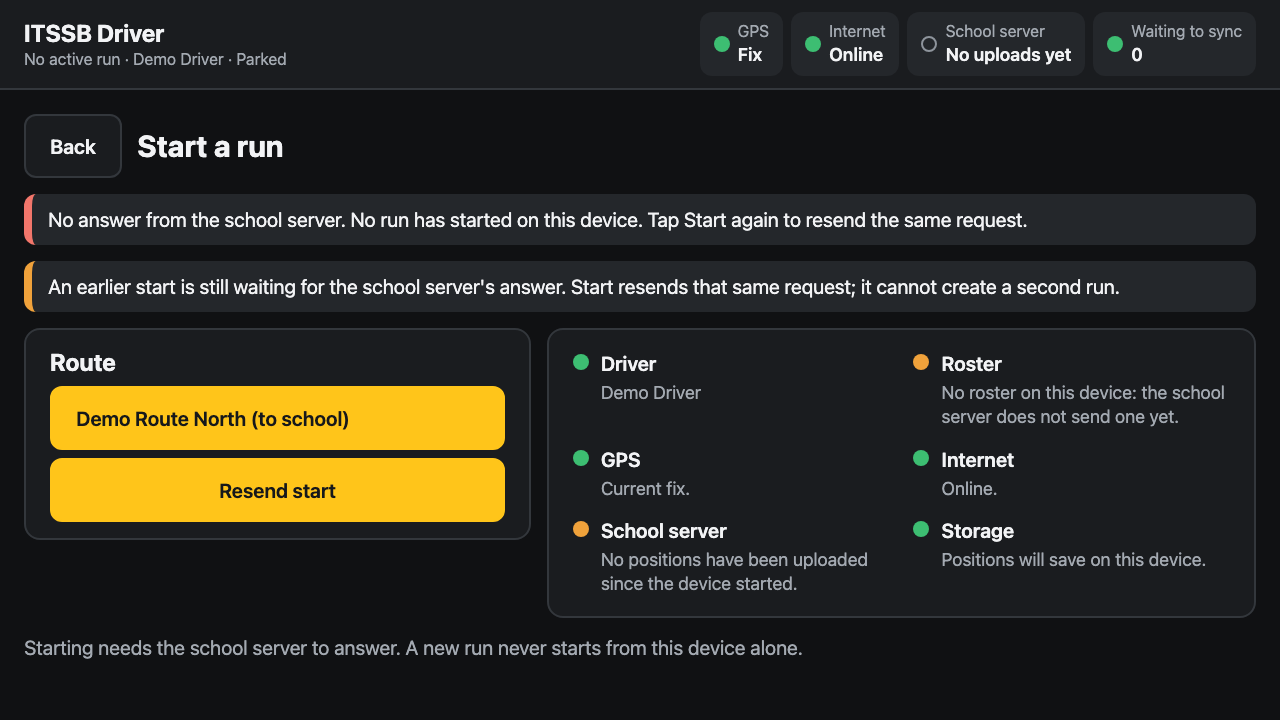 ITSSB Driver
No active run · Demo Driver · Parked
GPS
Fix
Internet
Online
School server
No uploads yet
Waiting to sync
0
Back
Start a run
No answer from the school server. No run has started on this device. Tap Start again to resend the same request.
An earlier start is still waiting for the school server's answer. Start resends that same request; it cannot create a second run.
Route
Demo Route North (to school)
Resend start
Driver
Demo Driver
Roster
No roster on this device: the school
server does not send one yet.
GPS
Current fix.
Internet
Online.
School server
No positions have been uploaded
since the device started.
Storage
Positions will save on this device.
Starting needs the school server to answer. A new run never starts from this device alone.